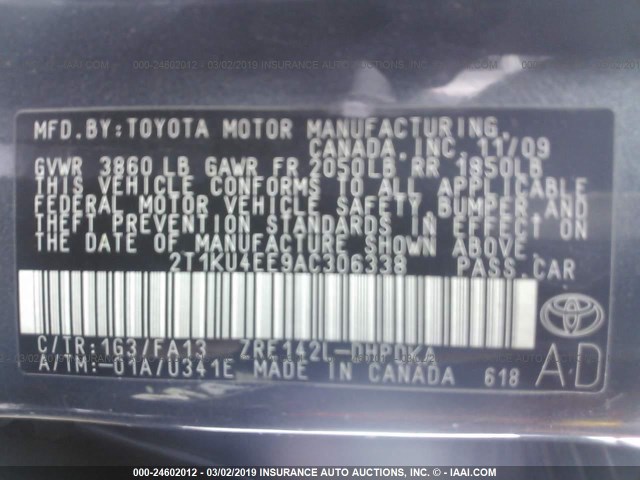 000-24602012 - 03/02/2019 INSURANCE AUTO AUCTIONS, INC. - © IAAI.COM
MFD.BY:TOYOTA MOTOR MANUFACTURING,
CANADA,INC.11/09
GVWR 3860 LB GAWR FR 2050LB RR 1850LB
THIS VEHICLE CONFORMS TO ALL APPLICABLE
FEDERAL MOTOR VEHICLE SAFETY,BUMPER,AND
THEFT PREVENTION STANDARDS IN EFFECT ON
THE DATE OF MANUFACTURE SHOWN ABOVE.
2T1KU4EE9AC306338 PASS.CAR
C/TR:1G3/FA13 ZRE142L-DHPDKA
A/TM:-01A/U341E MADE IN CANADA 618
AD
000-24602012 - 03/02/2019 INSURANCE AUTO AUCTIONS, INC. - © IAAI.COM